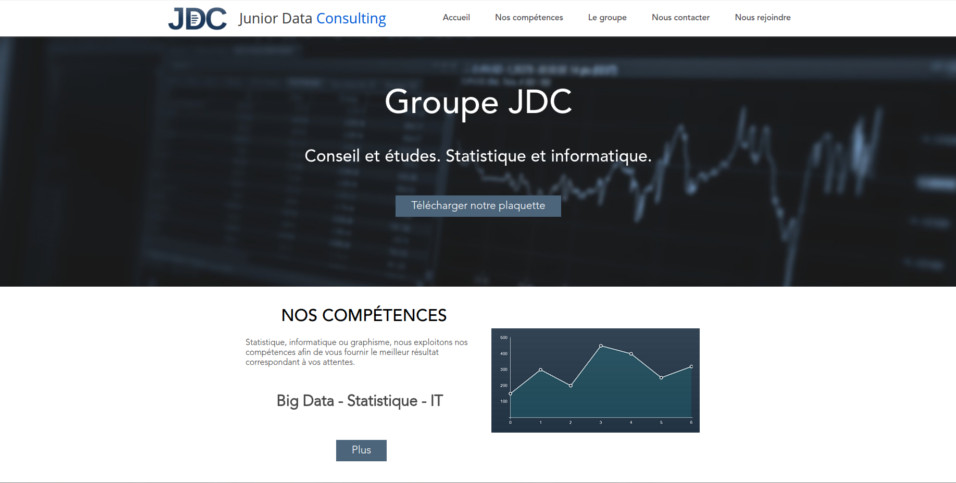 JDC Junior Data Consulting
Accueil Nos compétences Le groupe Nous contacter Nous rejoindre
Groupe JDC
Conseil et études. Statistique et informatique.
Télécharger notre plaquette
NOS COMPÉTENCES
Statistique, informatique ou graphisme, nous exploitons nos
compétences afin de vous fournir le meilleur résultat
correspondant à vos attentes.
Big Data - Statistique - IT
Plus
500
400
300
200
100
0 1 2 3 4 5 6